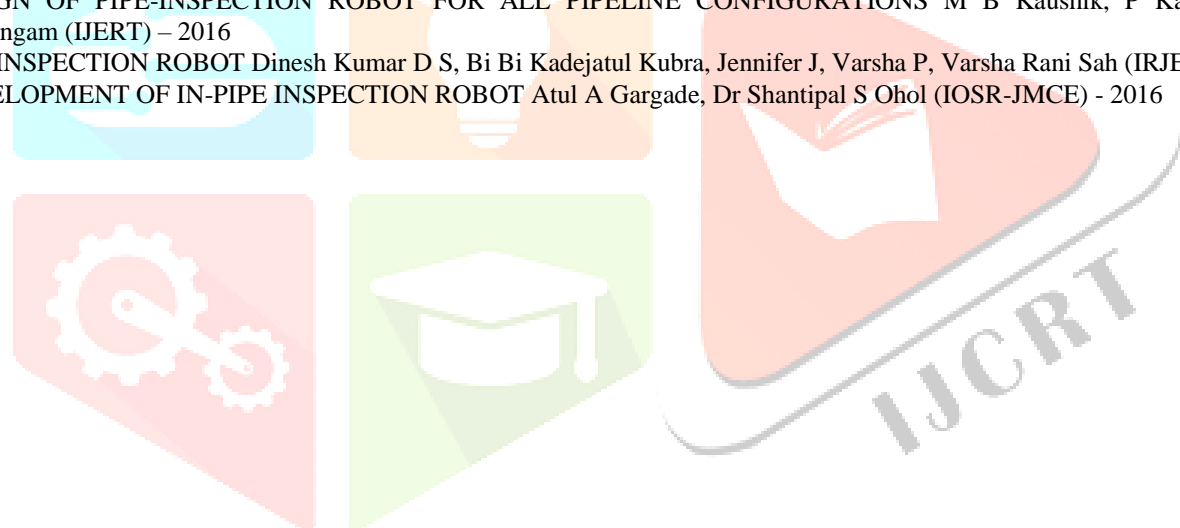 GN OF PIPE-INSPECTION ROBOT FOR ALL PIPELINE CONFIGURATIONS M B Kaushik, P Ka
ngam (IJERT) – 2016
INSPECTION ROBOT Dinesh Kumar D S, Bi Bi Kadejatul Kubra, Jennifer J, Varsha P, Varsha Rani Sah (IRJE
ELOPMENT OF IN-PIPE INSPECTION ROBOT Atul A Gargade, Dr Shantipal S Ohol (IOSR-JMCE) - 2016
IJCRT